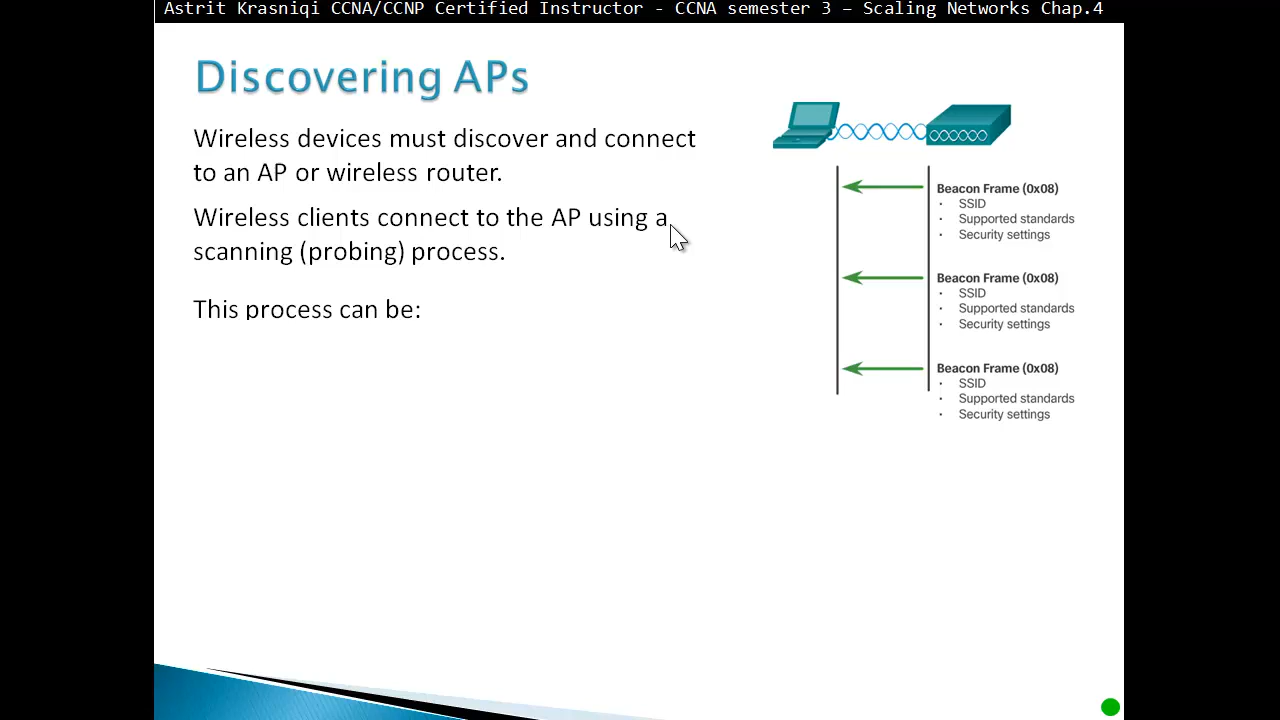 Astrit Krasniqi CCNA/CCNP Certified Instructor - CCNA semester 3 – Scaling Networks Chap.4
Discovering APs
Wireless devices must discover and connect
to an AP or wireless router.
Wireless clients connect to the AP using a
scanning (probing) process.
This process can be:
Beacon Frame (0x08)
• SSID
• Supported standards
• Security settings
Beacon Frame (0x08)
• SSID
• Supported standards
• Security settings
Beacon Frame (0x08)
• SSID
• Supported standards
• Security settings